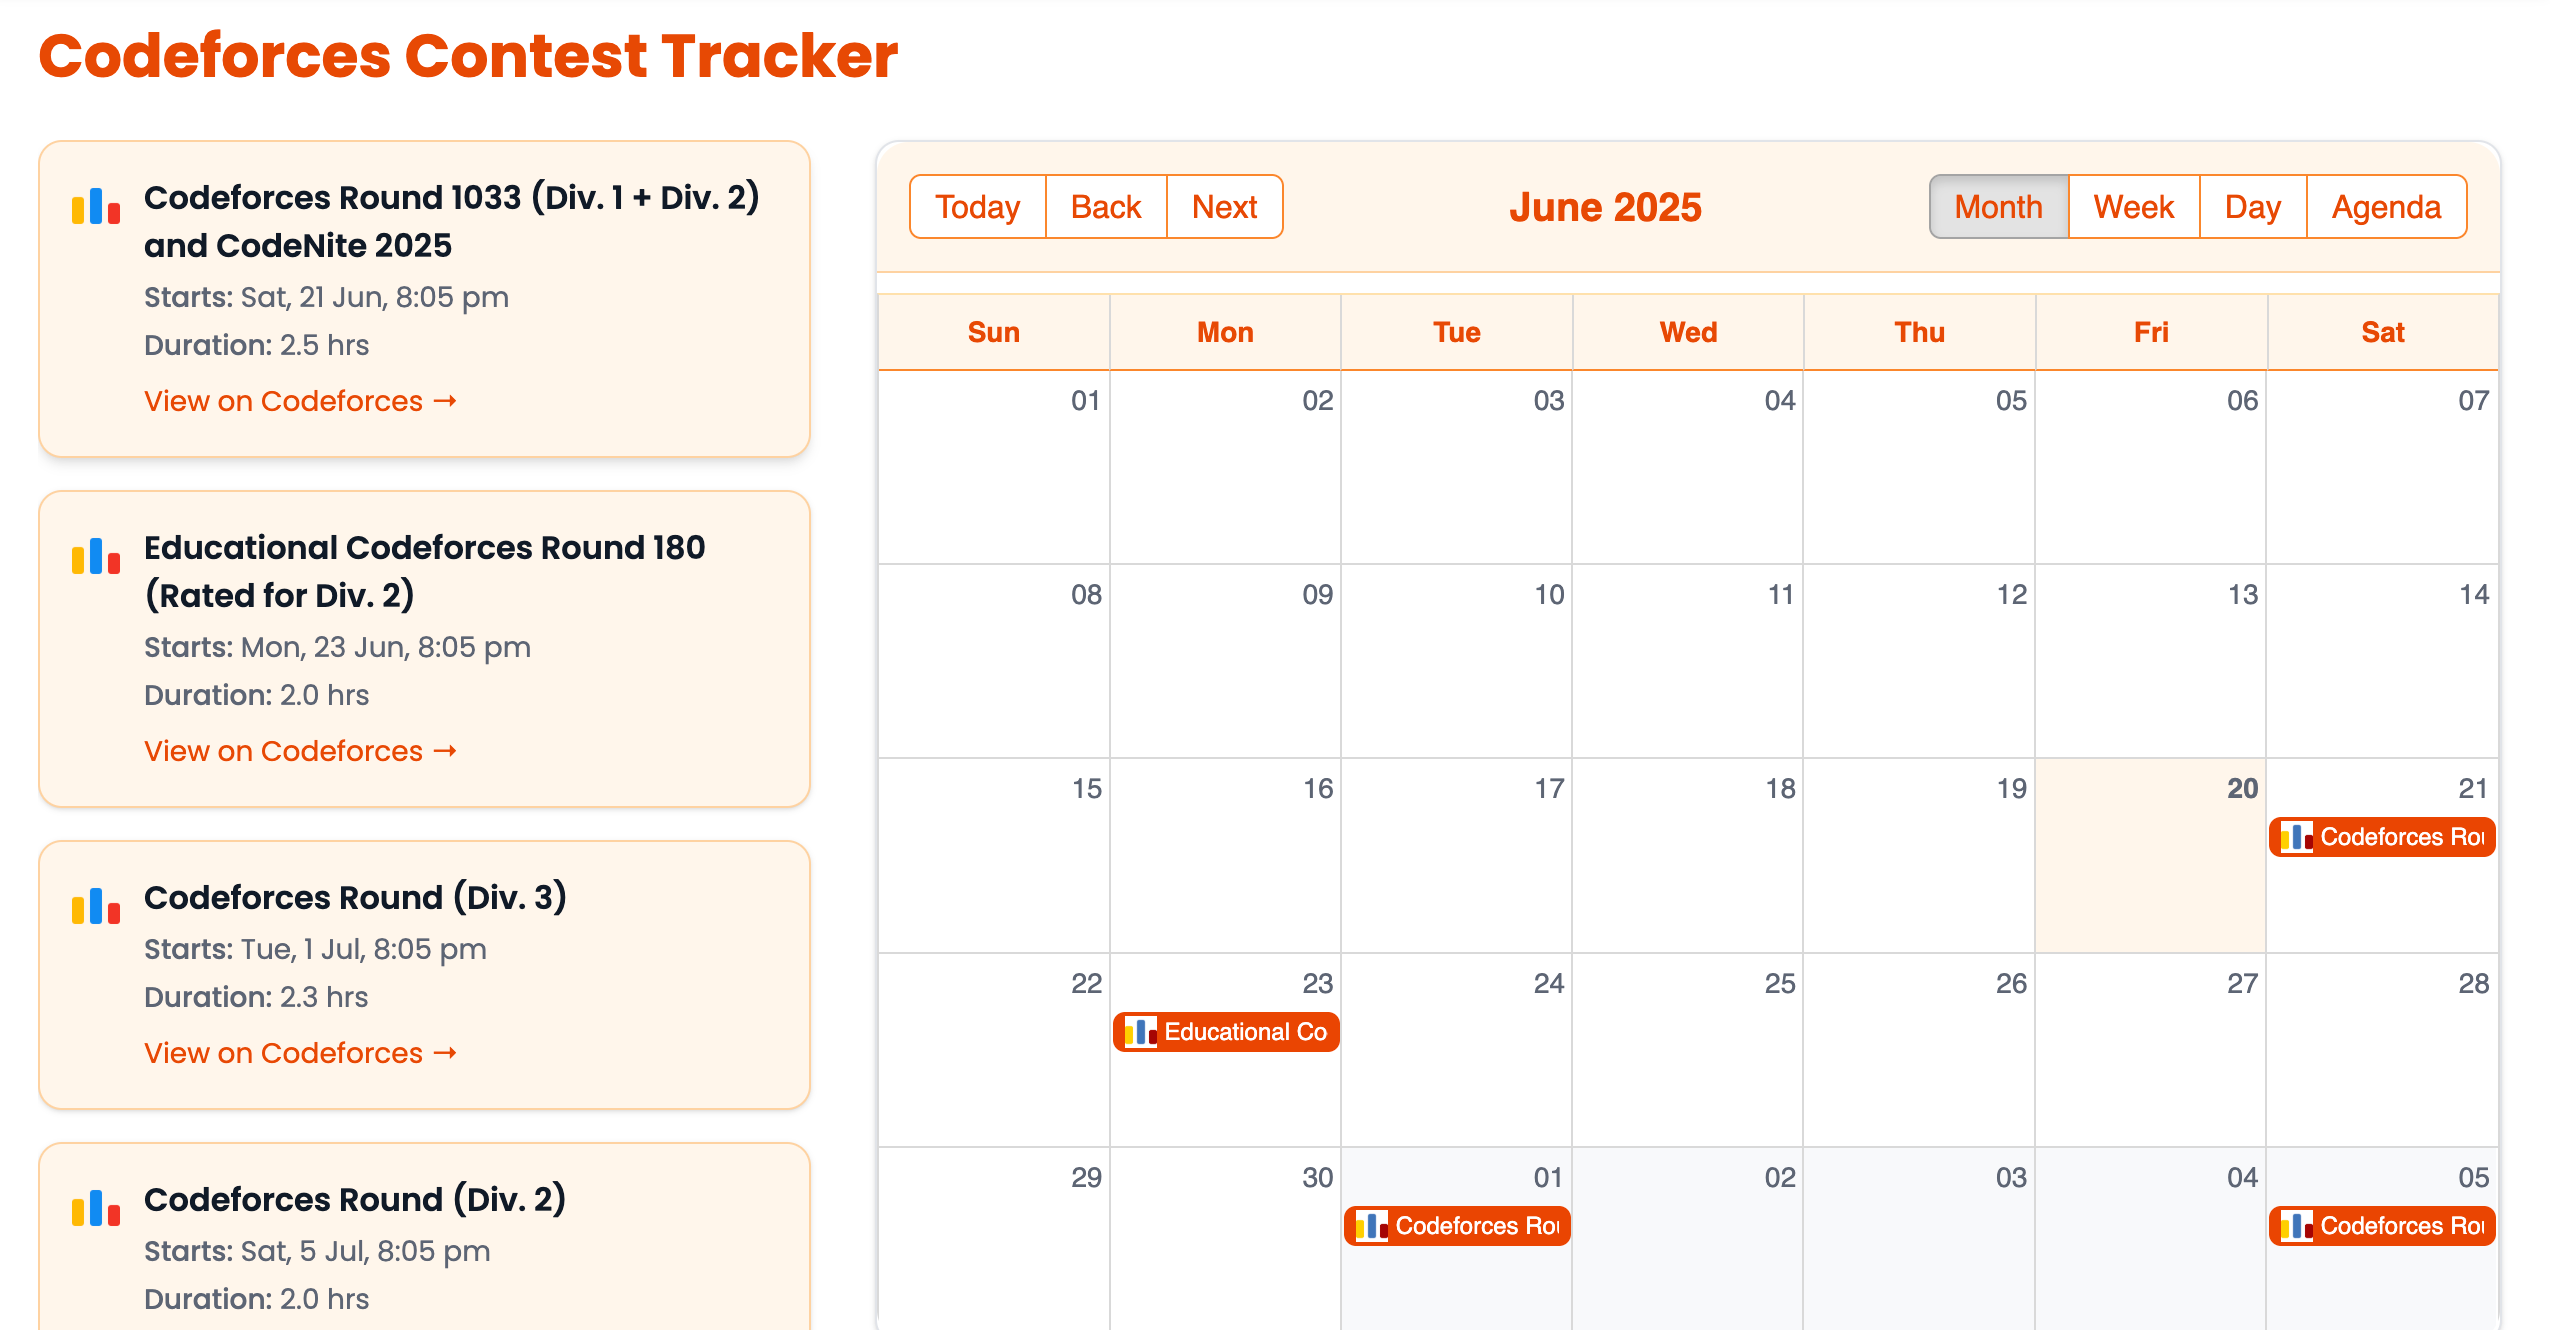 Codeforces Contest Tracker
Codeforces Round 1033 (Div. 1 + Div. 2)
and CodeNite 2025
Starts: Sat, 21 Jun, 8:05 pm
Duration: 2.5 hrs
View on Codeforces →
Educational Codeforces Round 180
(Rated for Div. 2)
Starts: Mon, 23 Jun, 8:05 pm
Duration: 2.0 hrs
View on Codeforces →
Codeforces Round (Div. 3)
Starts: Tue, 1 Jul, 8:05 pm
Duration: 2.3 hrs
View on Codeforces →
Codeforces Round (Div. 2)
Starts: Sat, 5 Jul, 8:05 pm
Duration: 2.0 hrs
Today Back Next June 2025 Month Week Day Agenda
Sun Mon Tue Wed Thu Fri Sat
01 02 03 04 05 06 07
08 09 10 11 12 13 14
15 16 17 18 19 20 21
Codeforces Rou
22 23 24 25 26 27 28
Educational Co
29 30 01 02 03 04 05
Codeforces Rou Codeforces Rou